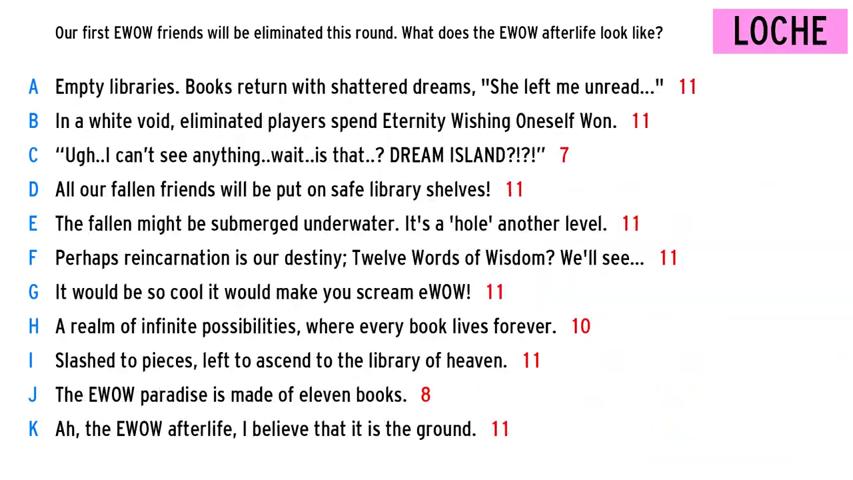 Our first EWOW friends will be eliminated this round. What does the EWOW afterlife look like?
LOCHE
A Empty libraries. Books return with shattered dreams, "She left me unread..." 11
B In a white void, eliminated players spend Eternity Wishing Oneself Won. 11
C “Ugh..I can’t see anything..wait..is that..? DREAM ISLAND?!?!” 7
D All our fallen friends will be put on safe library shelves! 11
E The fallen might be submerged underwater. It's a 'hole' another level. 11
F Perhaps reincarnation is our destiny; Twelve Words of Wisdom? We'll see... 11
G It would be so cool it would make you scream eWOW! 11
H A realm of infinite possibilities, where every book lives forever. 10
I Slashed to pieces, left to ascend to the library of heaven. 11
J The EWOW paradise is made of eleven books. 8
K Ah, the EWOW afterlife, I believe that it is the ground. 11